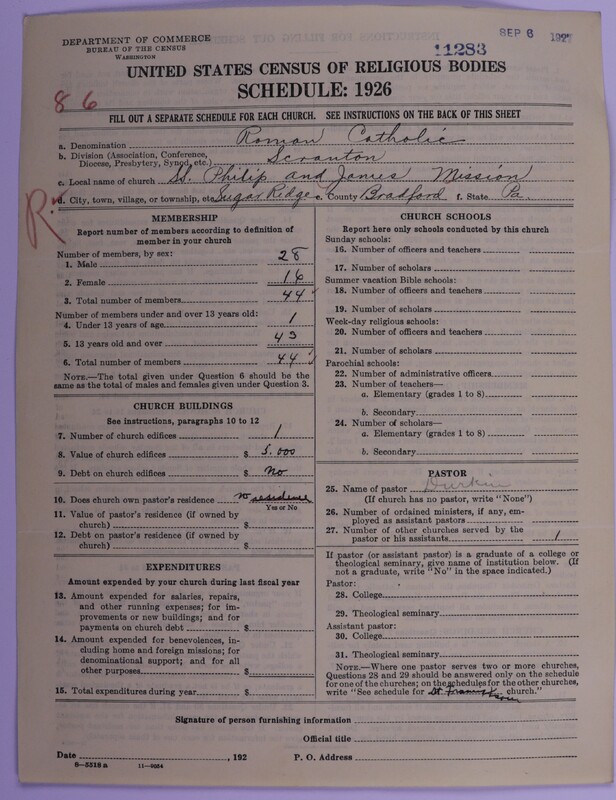 DEPARTMENT OF COMMERCE
BUREAU OF THE CENSUS
WASHINGTON
11283
SEP 6 1927
UNITED STATES CENSUS OF RELIGIOUS BODIES
SCHEDULE: 1926
86
FILL OUT A SEPARATE SCHEDULE FOR EACH CHURCH. SEE INSTRUCTIONS ON THE BACK OF THIS SHEET
a. Denomination Roman Catholic
b. Division (Association, Conference, Diocese, Presbytery, Synod, etc.) Scranton
c. Local name of church St. Philip and James Mission
d. City, town, village, or township, etc. Sugar Ridge e. County Bradford f. State Pa.
R.
MEMBERSHIP
Report number of members according to definition of
member in your church
Number of members, by sex:
1. Male 28
2. Female 16
3. Total number of members 44
Number of members under and over 13 years old:
4. Under 13 years of age 1
5. 13 years old and over 43
6. Total number of members 44
NOTE.—The total given under Question 6 should be
same as the total of males and females given under Question 3.
CHURCH BUILDINGS
See instructions, paragraphs 10 to 12
7. Number of church edifices 1
8. Value of church edifices $ 5.000
9. Debt on church edifices $ No
10. Does church own pastor's residence no residence
Yes or No
11. Value of pastor's residence (if owned by
church) $
12. Debt on pastor's residence (if owned by
church) $
EXPENDITURES
Amount expended by your church during last fiscal year
13. Amount expended for salaries, repairs,
and other running expenses; for im-
provements or new buildings; and for
payments on church debt $
14. Amount expended for benevolences, in-
cluding home and foreign missions; for
denominational support; and for all
other purposes $
15. Total expenditures during year $
CHURCH SCHOOLS
Report here only schools conducted by this church
Sunday schools:
16. Number of officers and teachers
17. Number of scholars
Summer vacation Bible schools:
18. Number of officers and teachers
19. Number of scholars
Week-day religious schools:
20. Number of officers and teachers
21. Number of scholars
Parochial schools:
22. Number of administrative officers
23. Number of teachers—
a. Elementary (grades 1 to 8)
b. Secondary
24. Number of scholars—
a. Elementary (grades 1 to 8)
b. Secondary
PASTOR
25. Name of pastor Durkin
(If church has no pastor, write "None")
26. Number of ordained ministers, if any, em-
ployed as assistant pastors
27. Number of other churches served by the
pastor or his assistants 1
If pastor (or assistant pastor) is a graduate of a college or
theological seminary, give name of institution below. (If
not a graduate, write "No" in the space indicated.)
Pastor:
28. College
29. Theological seminary
Assistant pastor:
30. College
31. Theological seminary
NOTE.—Where one pastor serves two or more churches,
Questions 28 and 29 should be answered only on the schedule
for one of the churches; on the schedules for the other churches,
write "See schedule for St. Francis church."
Signature of person furnishing information
Official title
Date , 192 P. O. Address
8—5518 a 11—9054